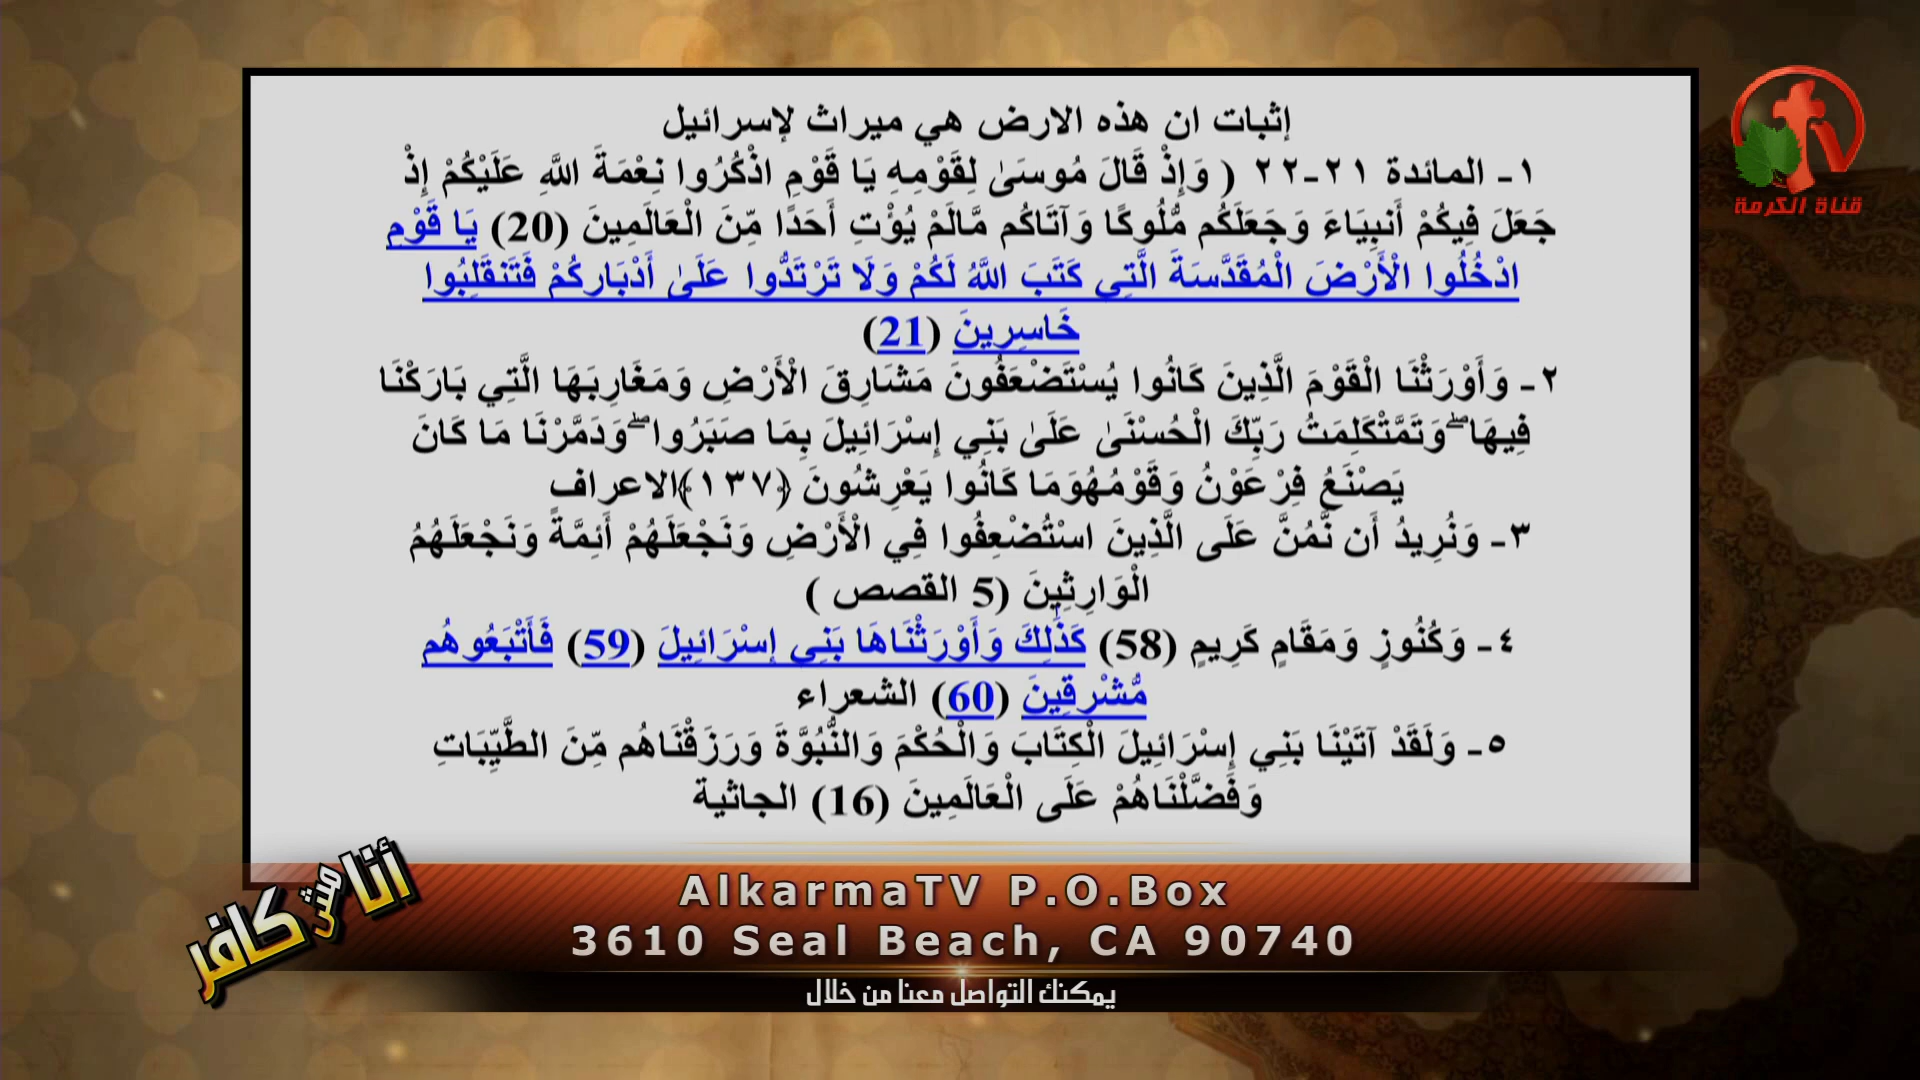 إثبات ان هذه الارض هي ميراث لإسرائيل
١- المائدة ٢١-٢٢ ( وَإِذْ قَالَ مُوسَىٰ لِقَوْمِهِ يَا قَوْمِ اذْكُرُوا نِعْمَةَ اللَّهِ عَلَيْكُمْ إِذْ
جَعَلَ فِيكُمْ أَنبِيَاءَ وَجَعَلَكُم مُّلُوكًا وَآتَاكُم مَّالَمْ يُؤْتِ أَحَدًا مِّنَ الْعَالَمِينَ (20) يَا قَوْمِ
ادْخُلُوا الْأَرْضَ الْمُقَدَّسَةَ الَّتِي كَتَبَ اللَّهُ لَكُمْ وَلَا تَرْتَدُّوا عَلَىٰ أَدْبَارِكُمْ فَتَنقَلِبُوا
خَاسِرِينَ (21)
٢- وَأَوْرَثْنَا الْقَوْمَ الَّذِينَ كَانُوا يُسْتَضْعَفُونَ مَشَارِقَ الْأَرْضِ وَمَغَارِبَهَا الَّتِي بَارَكْنَا
فِيهَا ۖ وَتَمَّتْكَلِمَتُ رَبِّكَ الْحُسْنَىٰ عَلَىٰ بَنِي إِسْرَائِيلَ بِمَا صَبَرُوا ۖ وَدَمَّرْنَا مَا كَانَ
يَصْنَعُ فِرْعَوْنُ وَقَوْمُهُوَمَا كَانُوا يَعْرِشُونَ ﴿١٣٧﴾الاعراف
٣- وَنُرِيدُ أَن نَّمُنَّ عَلَى الَّذِينَ اسْتُضْعِفُوا فِي الْأَرْضِ وَنَجْعَلَهُمْ أَئِمَّةً وَنَجْعَلَهُمُ
الْوَارِثِينَ (5 القصص )
٤- وَكُنُوزٍ وَمَقَامٍ كَرِيمٍ (58) كَذَٰلِكَ وَأَوْرَثْنَاهَا بَنِي إِسْرَائِيلَ (59) فَأَتْبَعُوهُم
مُّشْرِقِينَ (60) الشعراء
٥- وَلَقَدْ آتَيْنَا بَنِي إِسْرَائِيلَ الْكِتَابَ وَالْحُكْمَ وَالنُّبُوَّةَ وَرَزَقْنَاهُم مِّنَ الطَّيِّبَاتِ
وَفَضَّلْنَاهُمْ عَلَى الْعَالَمِينَ (16) الجاثية
tv
قناة الكرمة
أنا مش كافر
AlkarmaTV P.O.Box
3610 Seal Beach, CA 90740
يمكنك التواصل معنا من خلال